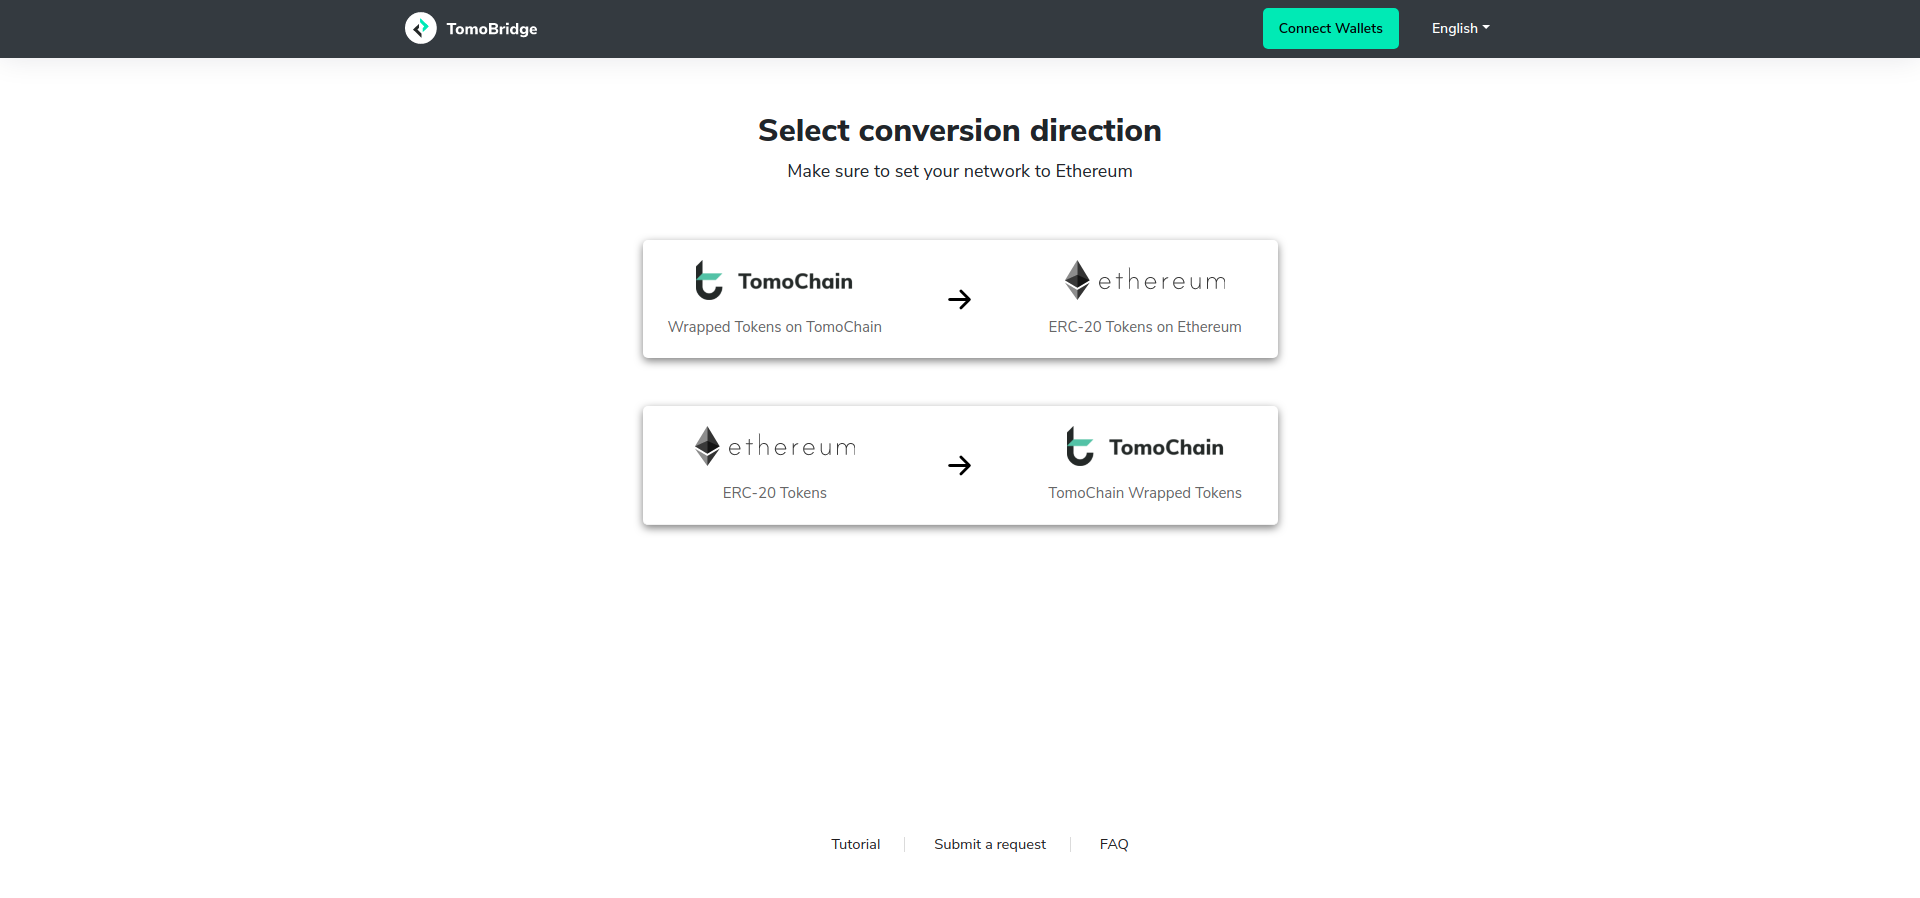 TomoBridge
Connect Wallets
English
Select conversion direction
Make sure to set your network to Ethereum
TomoChain
Wrapped Tokens on TomoChain
ethereum
ERC-20 Tokens on Ethereum
ethereum
ERC-20 Tokens
TomoChain
TomoChain Wrapped Tokens
Tutorial
Submit a request
FAQ